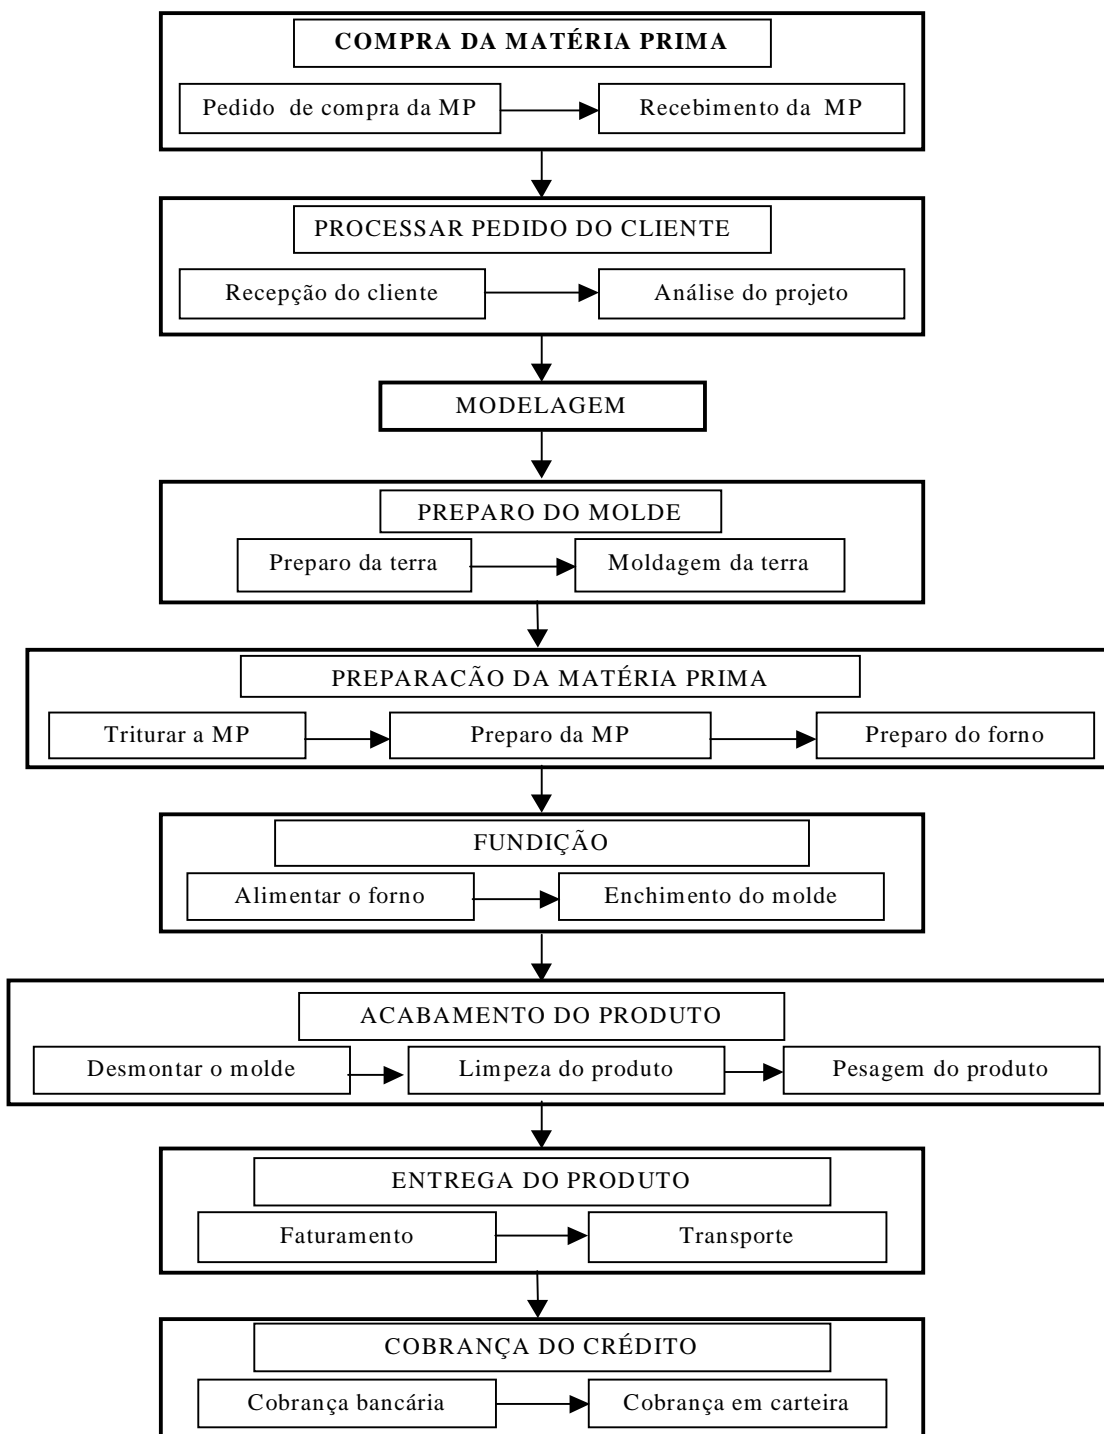 COMPRA DA MATÉRIA PRIMA
Pedido de compra da MP
Recebimento da MP
PROCESSAR PEDIDO DO CLIENTE
Recepção do cliente
Análise do projeto
MODELAGEM
PREPARO DO MOLDE
Preparo da terra
Moldagem da terra
PREPARACÃO DA MATÉRIA PRIMA
Triturar a MP
Preparo da MP
Preparo do forno
FUNDIÇÃO
Alimentar o forno
Enchimento do molde
ACABAMENTO DO PRODUTO
Desmontar o molde
Limpeza do produto
Pesagem do produto
ENTREGA DO PRODUTO
Faturamento
Transporte
COBRANÇA DO CRÉDITO
Cobrança bancária
Cobrança em carteira